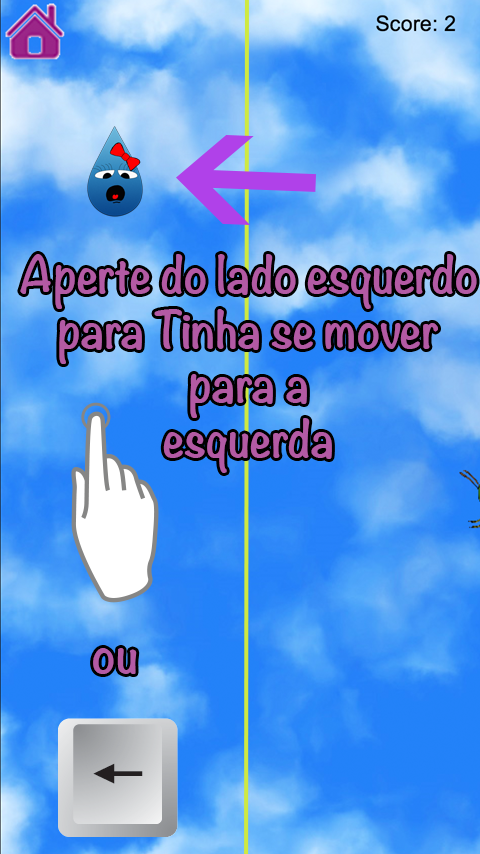 Score: 2
Aperte do lado esquerdo
para Tinha se mover
para a
esquerda
ou